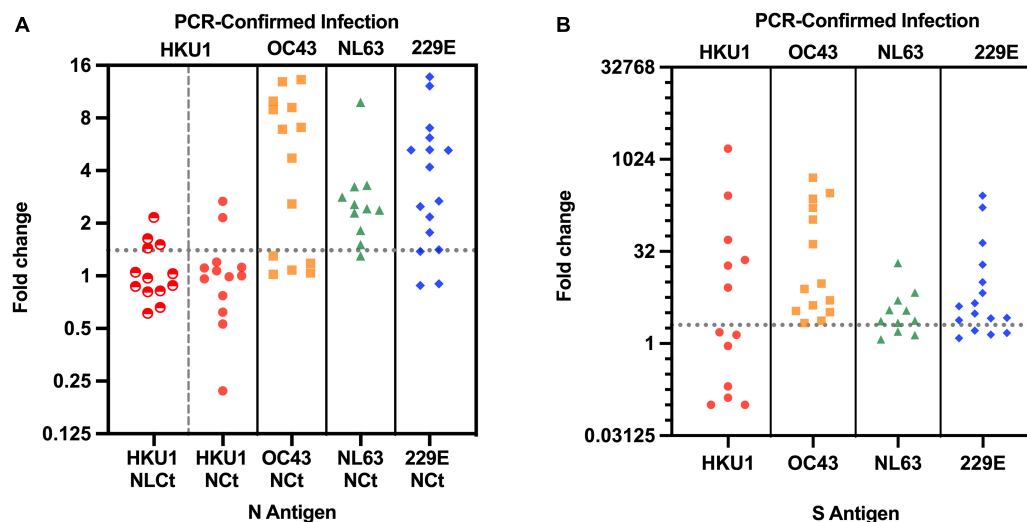 A
PCR-Confirmed Infection
HKU1 OC43 NL63 229E
16
8
4
2
1
0.5
0.25
0.125
Fold change
HKU1 HKU1 OC43 NL63 229E
NLCt NCt NCt NCt NCt
N Antigen
B
PCR-Confirmed Infection
HKU1 OC43 NL63 229E
32768
1024
32
1
0.03125
Fold change
HKU1 OC43 NL63 229E
S Antigen